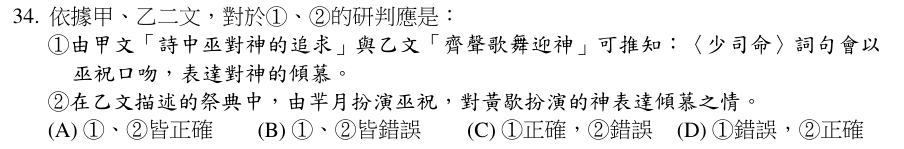 34. 依據甲、乙二文，對於①、②的研判應是：
①由甲文「詩中巫對神的追求」與乙文「齊聲歌舞迎神」可推知：〈少司命〉詞句會以
巫祝口吻，表達對神的傾慕。
②在乙文描述的祭典中，由芈月扮演巫祝，對黃歇扮演的神表達傾慕之情。
(A) ①、②皆正確 (B) ①、②皆錯誤 (C) ①正確，②錯誤 (D) ①錯誤，②正確